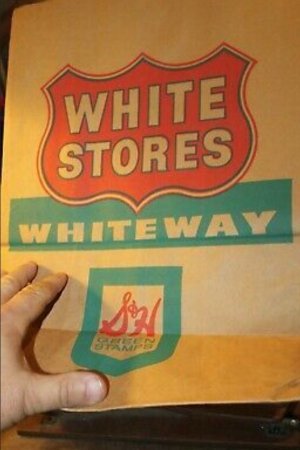 WHITE
STORES
WHITEWAY
S&H
GREEN
STAMPS